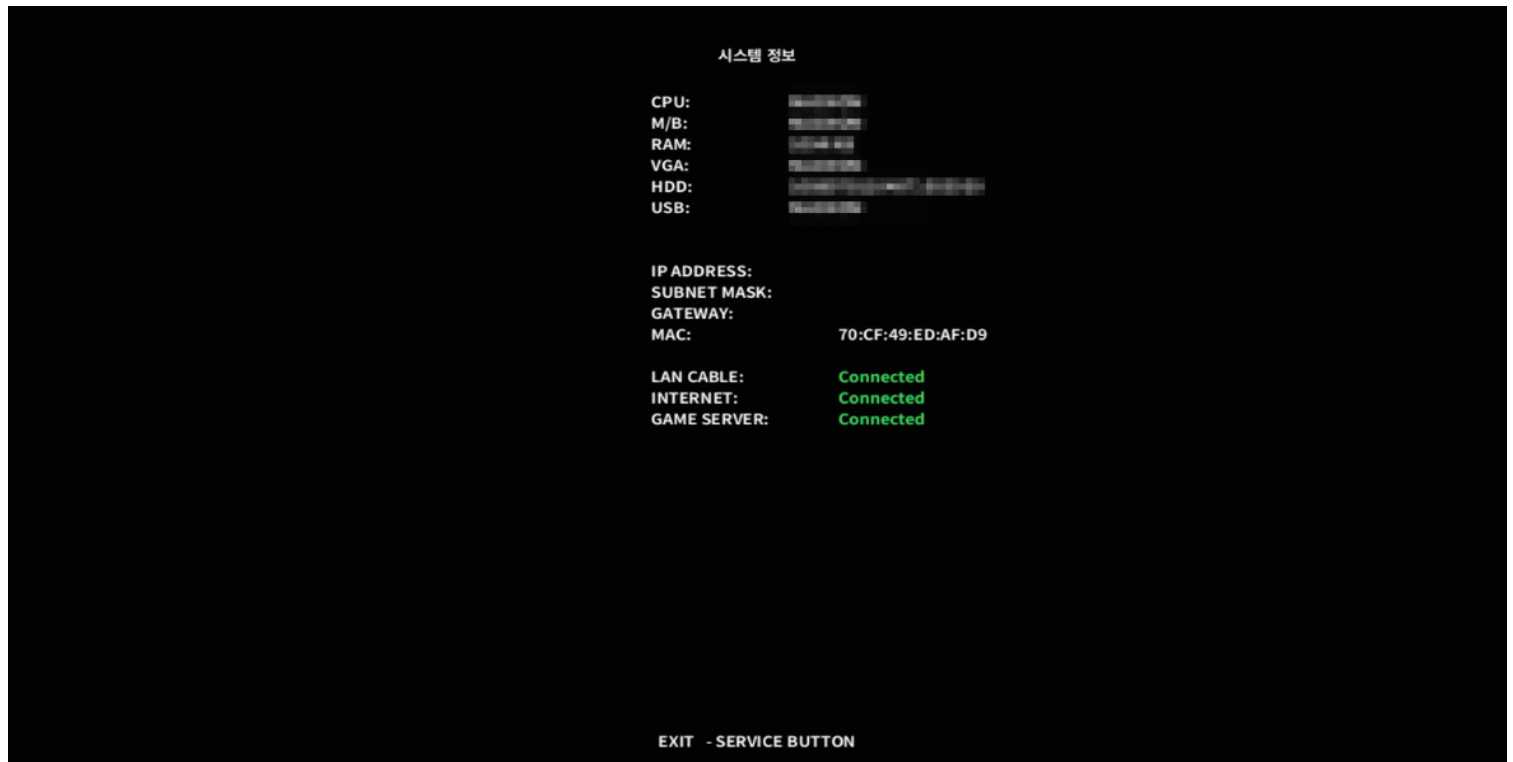 시스템 정보
CPU:
M/B:
RAM:
VGA:
HDD:
USB:
IP ADDRESS:
SUBNET MASK:
GATEWAY:
MAC: 70:CF:49:ED:AF:D9
LAN CABLE: Connected
INTERNET: Connected
GAME SERVER: Connected
EXIT - SERVICE BUTTON